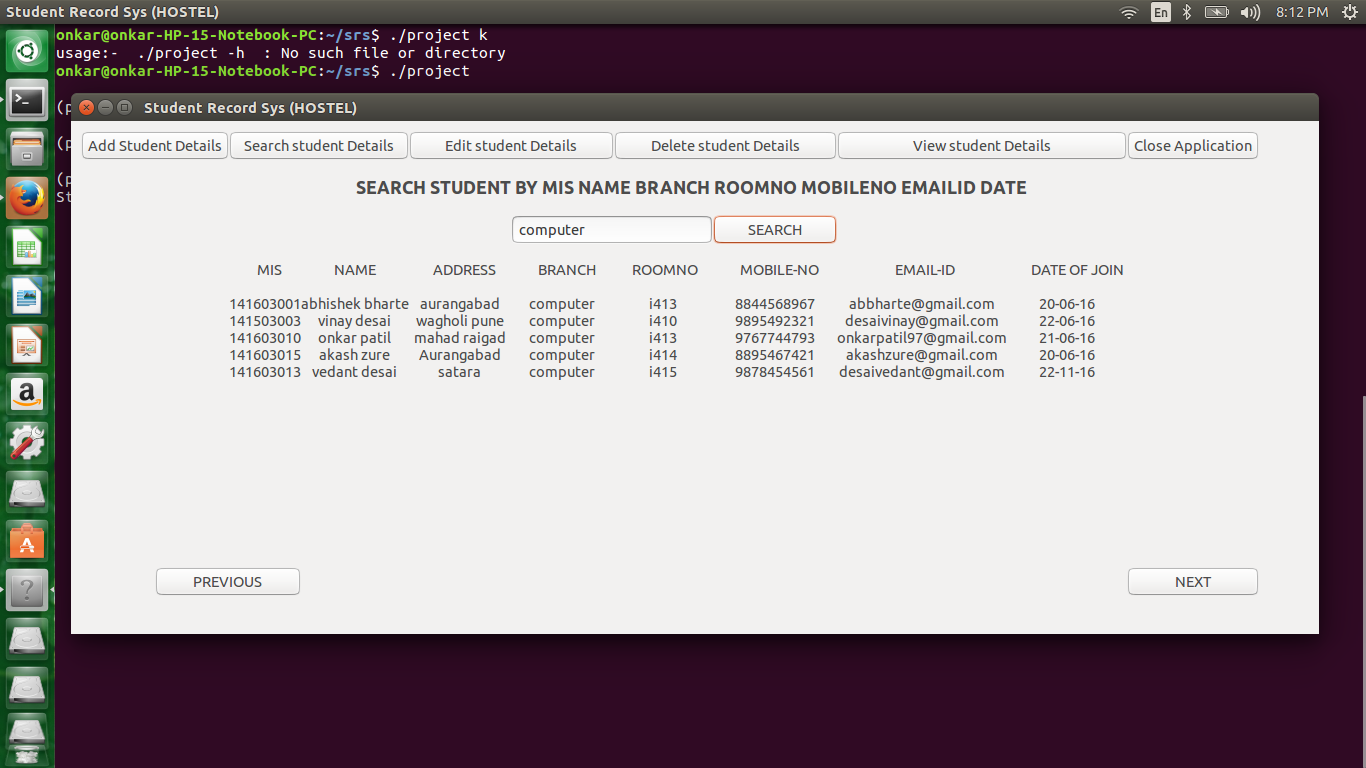 Student Record Sys (HOSTEL) En 8:12 PM
onkar@onkar-HP-15-Notebook-PC:~/srs$ ./project k
usage:-  ./project -h  : No such file or directory
onkar@onkar-HP-15-Notebook-PC:~/srs$ ./project
(p
(p
(p
St
Student Record Sys (HOSTEL)
Add Student Details Search student Details Edit student Details Delete student Details View student Details Close Application
SEARCH STUDENT BY MIS NAME BRANCH ROOMNO MOBILENO EMAILID DATE
computer SEARCH
MIS NAME ADDRESS BRANCH ROOMNO MOBILE-NO EMAIL-ID DATE OF JOIN
141603001 abhishek bharte aurangabad computer i413 8844568967 abbharte@gmail.com 20-06-16
141503003 vinay desai wagholi pune computer i410 9895492321 desaivinay@gmail.com 22-06-16
141603010 onkar patil mahad raigad computer i413 9767744793 onkarpatil97@gmail.com 21-06-16
141603015 akash zure Aurangabad computer i414 8895467421 akashzure@gmail.com 20-06-16
141603013 vedant desai satara computer i415 9878454561 desaivedant@gmail.com 22-11-16
PREVIOUS NEXT